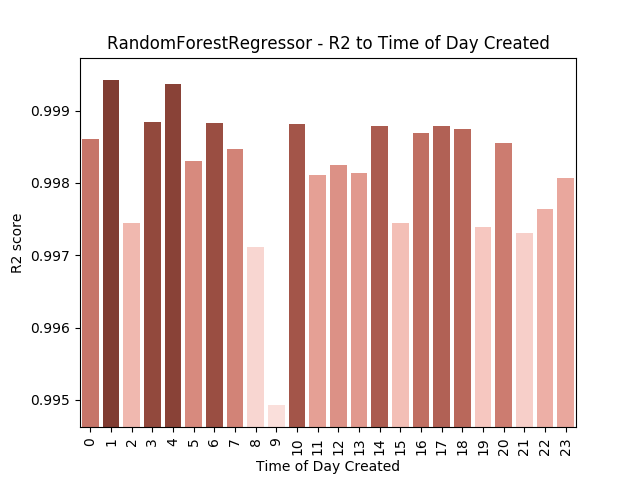 RandomForestRegressor - R2 to Time of Day Created
R2 score
0.999
0.998
0.997
0.996
0.995
0 1 2 3 4 5 6 7 8 9 10 11 12 13 14 15 16 17 18 19 20 21 22 23
Time of Day Created